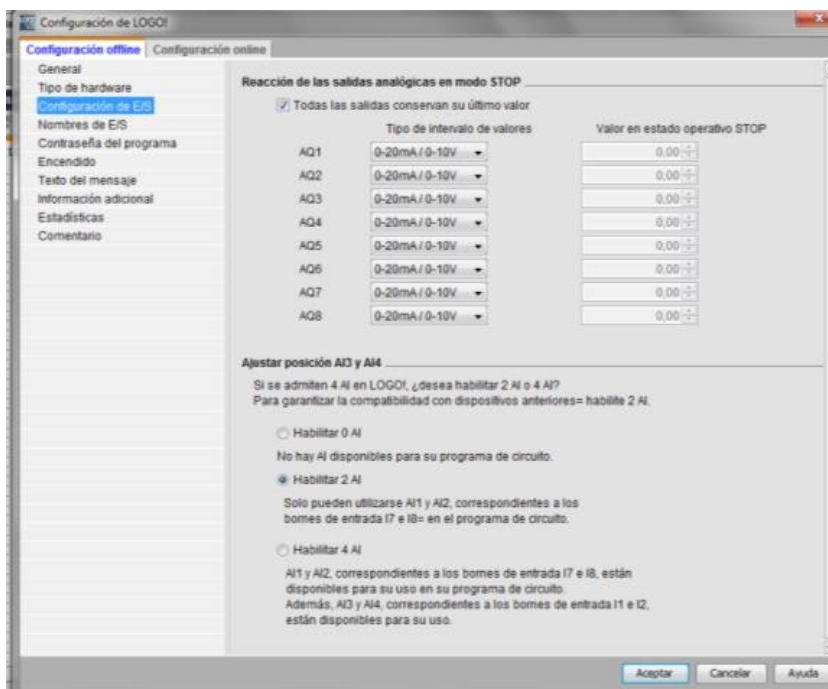 Configuración de LOGO!
Configuración offline
Configuración online
General
Tipo de hardware
Configuración de E/S
Nombres de E/S
Contraseña del programa
Encendido
Texto del mensaje
Información adicional
Estadísticas
Comentario
Reacción de las salidas analógicas en modo STOP
Todas las salidas conservan su último valor
Tipo de intervalo de valores Valor en estado operativo STOP
AQ1 0-20mA / 0-10V 0,00
AQ2 0-20mA / 0-10V 0,00
AQ3 0-20mA / 0-10V 0,00
AQ4 0-20mA / 0-10V 0,00
AQ5 0-20mA / 0-10V 0,00
AQ6 0-20mA / 0-10V 0,00
AQ7 0-20mA / 0-10V 0,00
AQ8 0-20mA / 0-10V 0,00
Ajustar posición AI3 y AI4
Si se admiten 4 AI en LOGO!, ¿desea habilitar 2 AI o 4 AI?
Para garantizar la compatibilidad con dispositivos anteriores= habilite 2 AI.
Habilitar 0 AI
No hay AI disponibles para su programa de circuito.
Habilitar 2 AI
Solo pueden utilizarse AI1 y AI2, correspondientes a los
bornes de entrada I7 e I8= en el programa de circuito.
Habilitar 4 AI
AI1 y AI2, correspondientes a los bornes de entrada I7 e I8, están
disponibles para su uso en su programa de circuito.
Además, AI3 y AI4, correspondientes a los bornes de entrada I1 e I2,
están disponibles para su uso.
Aceptar Cancelar Ayuda